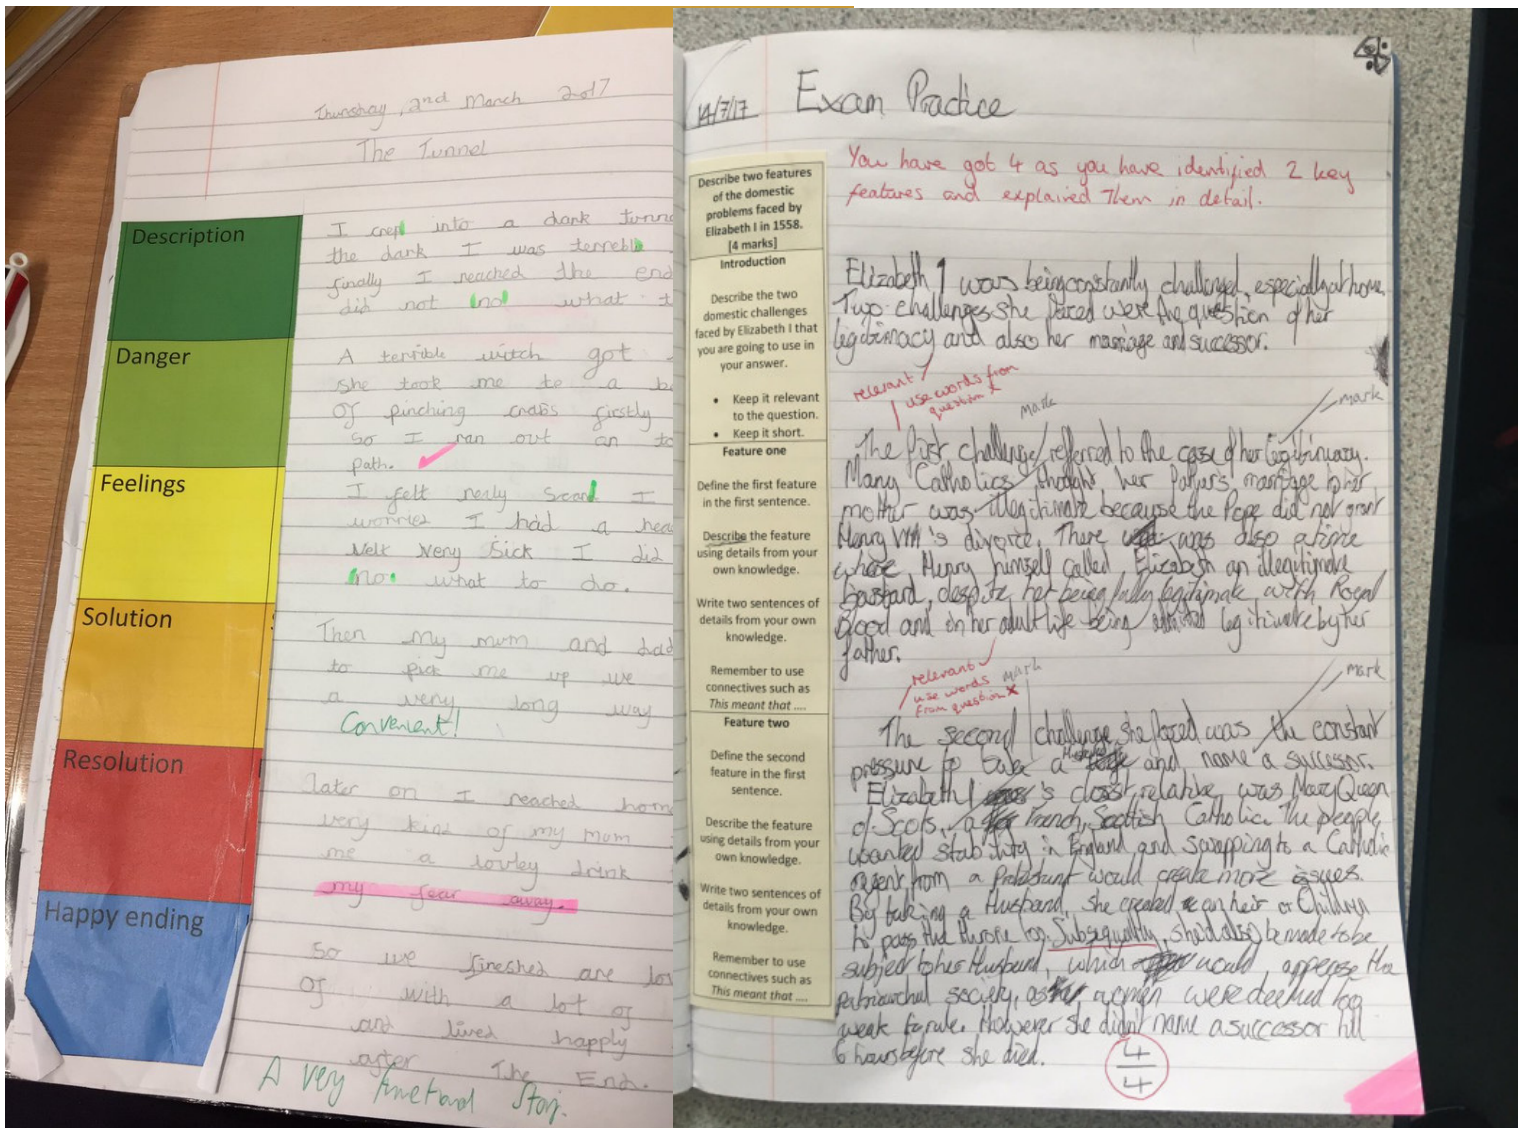 Thursday, 2nd March 2017
The Tunnel
Description
I crep into a dark tunne
the dark I was terreble
finally I reached the end
did not no what t
Danger
A terrible witch got
she took me to a b
of pinching crabs firstly
so I ran out an to
path.
Feelings
I felt nerly scard I
worried I had a hea
felt very sick I did
no what to do.
Solution
Then my mum and dad
to pick me up we
a very long way
Convenient!
Resolution
later on I reached hom
very kind of my mom
me a lovley drink
my fear away.
Happy ending
So we fineshed are
of with a lot of
and lived happy
after The End.
A very story.
14/7/17
Exam Practice
You have got 4 as you have identified 2 key
features and explained them in detail.
Describe two features
of the domestic
problems faced by
Elizabeth I in 1558.
[4 marks]
Introduction
Describe the two
domestic challenges
faced by Elizabeth I that
you are going to use in
your answer.
• Keep it relevant
to the question.
• Keep it short.
Feature one
Define the first feature
in the first sentence.
Describe the feature
using details from your
own knowledge.
Write two sentences of
details from your own
knowledge.
Remember to use
connectives such as
This meant that ....
Feature two
Define the second
feature in the first
sentence.
Describe the feature
using details from your
own knowledge.
Write two sentences of
details from your own
knowledge.
Remember to use
connectives such as
This meant that ....
Elizabeth I was being constantly challenged, especially at home.
Two challenges she faced were the question of her
legitimacy and also her marriage and successor.
relevant
use words from
question
mark
mark
The first challenge referred to the case of her legitimacy.
Many Catholics thought her fathers' marriage to her
mother was illegitimate because the Pope did not grant
Henry VIII's divorce. There was also a time
where Henry himself called Elizabeth an illegitimate
bastard, despite her being fully legitimate with Royal
Blood and in her adult life being legitimate by her
father.
relevant
use words
from question
mark
mark
The second challenge she faced was the constant
pressure to take a Husband and name a successor.
Elizabeth I's closest relative was Mary Queen
of Scots, a French, Scottish Catholic. The people
wanted stability in England and swapping to a Catholic
regent from a Protestant would create more issues.
By taking a Husband, she created an heir or Children
to pass the throne to. Subsequently, she'd also be made to be
subject to her Husband, which would appease the
patriarchal society, as women were deemed too
weak to rule. However she didn't name a successor till
6 hours before she died.
4
4